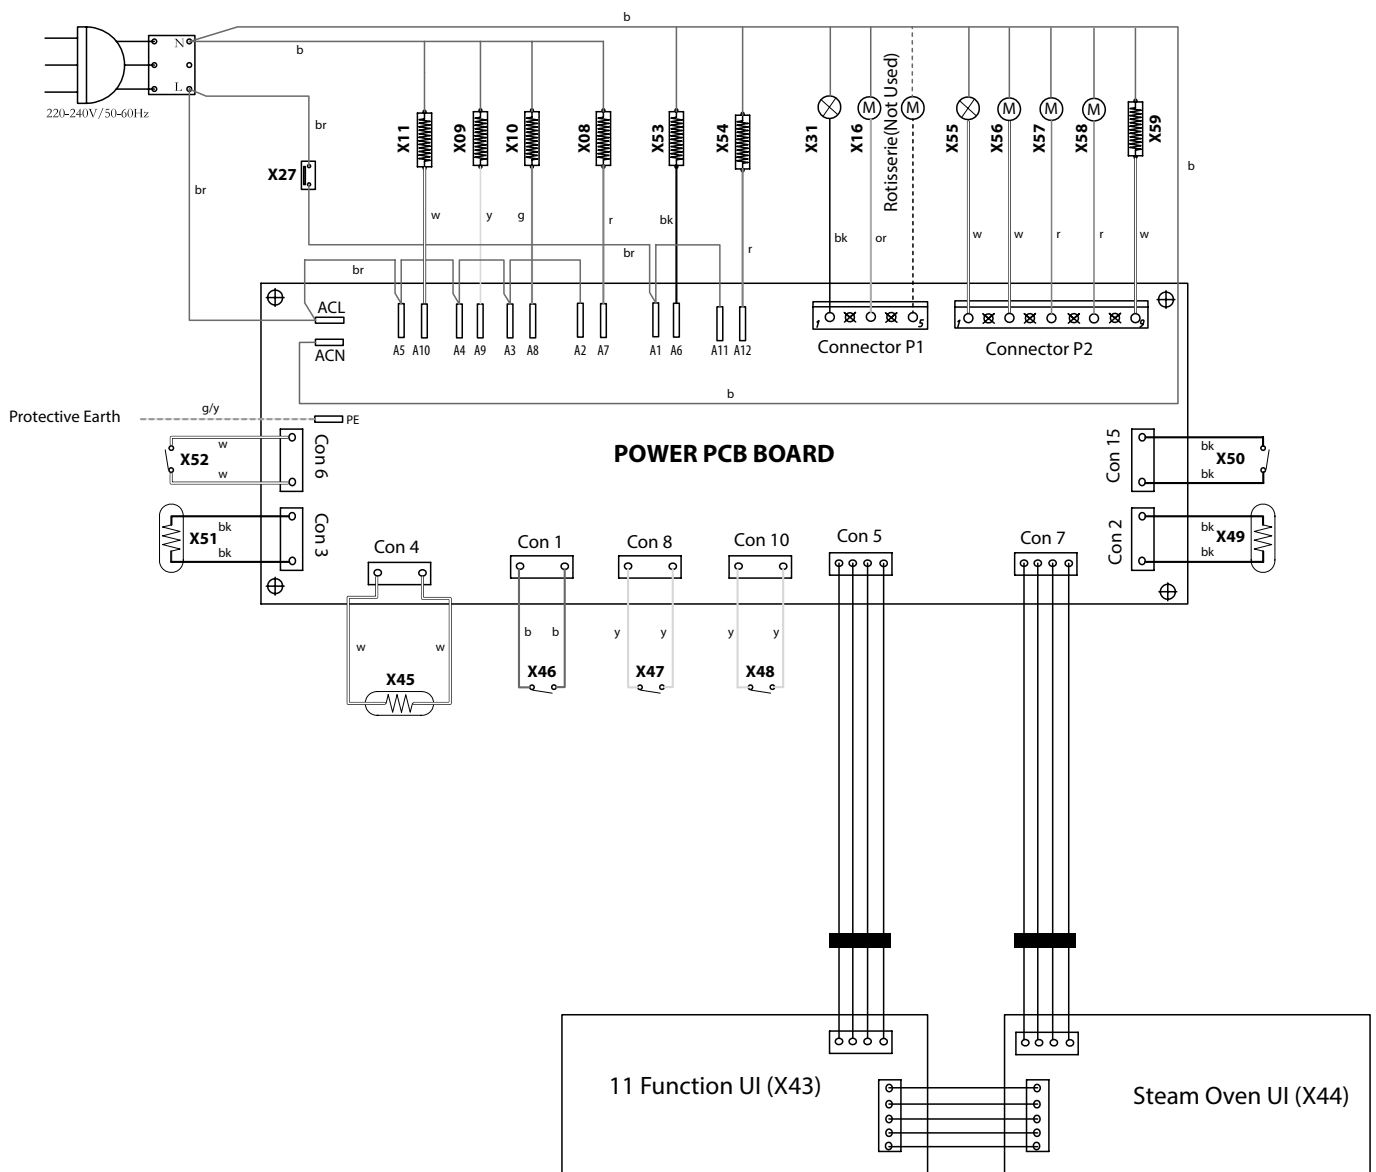 b
N
b
L
220-240V/50-60Hz
br
X27
br
X11
X09
X10
X08
X53
X54
X31
X16
Rotisserie(Not Used)
X55
X56
X57
X58
X59
b
w
y
g
r
bk
r
bk
or
w
w
r
r
w
br
br
ACL
ACN
A5 A10 A4 A9 A3 A8 A2 A7 A1 A6 A11 A12
1 5
Connector P1
1 9
Connector P2
b
Protective Earth
g/y
PE
POWER PCB BOARD
w
X52
w
Con 6
bk
X51
bk
Con 3
Con 15
bk
X50
bk
Con 2
bk
X49
bk
Con 4
Con 1
Con 8
Con 10
Con 5
Con 7
w w
X45
b b
X46
y y
X47
y y
X48
11 Function UI (X43)
Steam Oven UI (X44)